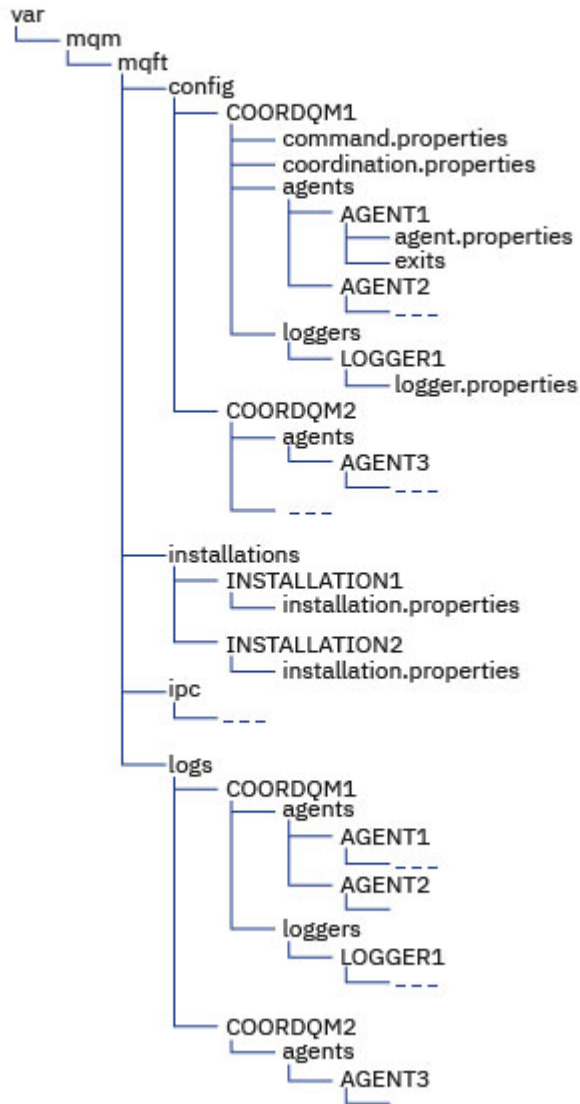 var
mqm
mqft
config
COORDQM1
command.properties
coordination.properties
agents
AGENT1
agent.properties
exits
AGENT2
loggers
LOGGER1
logger.properties
COORDQM2
agents
AGENT3
installations
INSTALLATION1
installation.properties
INSTALLATION2
installation.properties
ipc
logs
COORDQM1
agents
AGENT1
AGENT2
loggers
LOGGER1
COORDQM2
agents
AGENT3